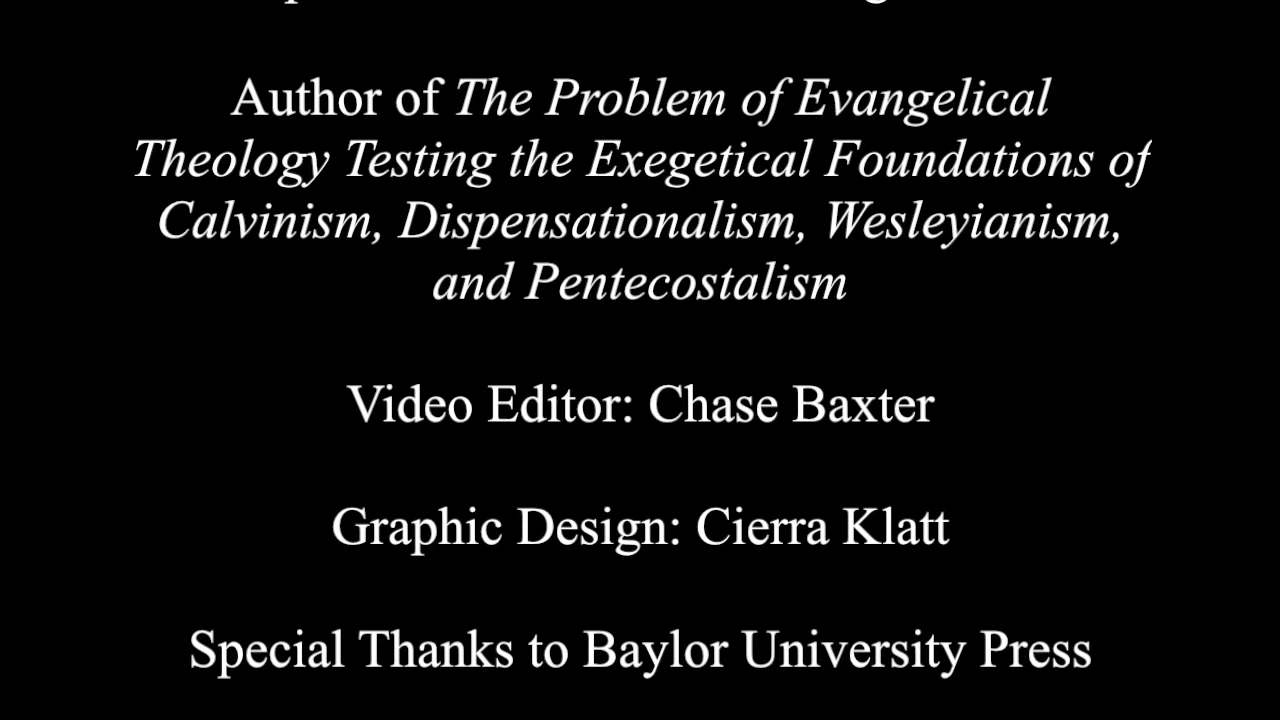 Author of The Problem of Evangelical
Theology Testing the Exegetical Foundations of
Calvinism, Dispensationalism, Wesleyianism,
and Pentecostalism
Video Editor: Chase Baxter
Graphic Design: Cierra Klatt
Special Thanks to Baylor University Press